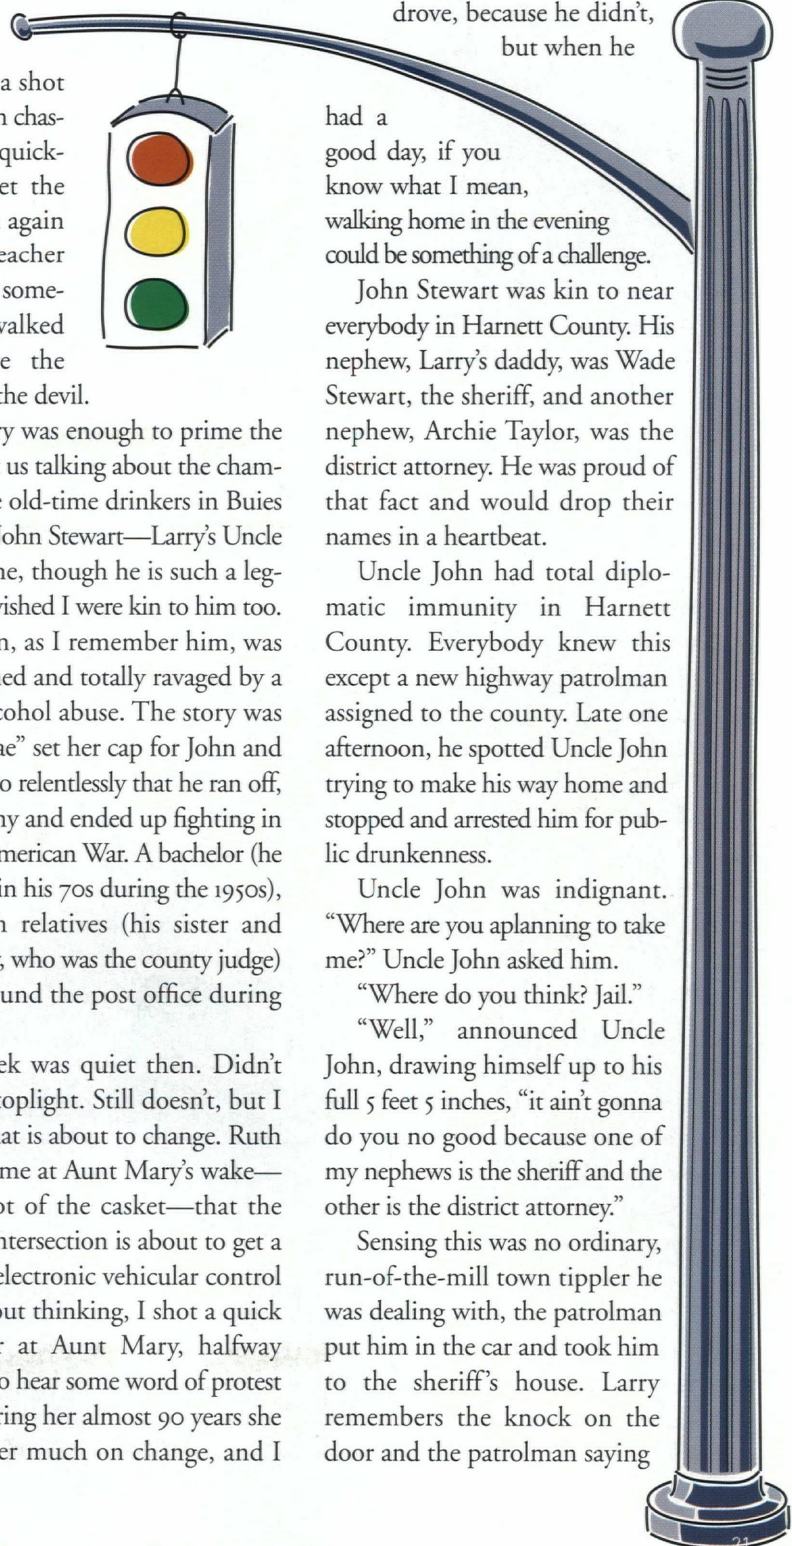 a shot
n chas-
quick-
et the
again
eacher
some-
walked
e the
the devil.
ry was enough to prime the
us talking about the cham-
e old-time drinkers in Buies
John Stewart—Larry's Uncle
ne, though he is such a leg-
wished I were kin to him too.
n, as I remember him, was
ned and totally ravaged by a
cohol abuse. The story was
ae” set her cap for John and
so relentlessly that he ran off,
ny and ended up fighting in
merican War. A bachelor (he
in his 70s during the 1950s),
h relatives (his sister and
, who was the county judge)
und the post office during
ek was quiet then. Didn't
toplight. Still doesn't, but I
at is about to change. Ruth
me at Aunt Mary's wake—
ot of the casket—that the
ntersection is about to get a
electronic vehicular control
out thinking, I shot a quick
r at Aunt Mary, halfway
o hear some word of protest
ring her almost 90 years she
er much on change, and I
drove, because he didn't,
but when he
had a
good day, if you
know what I mean,
walking home in the evening
could be something of a challenge.
John Stewart was kin to near
everybody in Harnett County. His
nephew, Larry's daddy, was Wade
Stewart, the sheriff, and another
nephew, Archie Taylor, was the
district attorney. He was proud of
that fact and would drop their
names in a heartbeat.
Uncle John had total diplo-
matic immunity in Harnett
County. Everybody knew this
except a new highway patrolman
assigned to the county. Late one
afternoon, he spotted Uncle John
trying to make his way home and
stopped and arrested him for pub-
lic drunkenness.
Uncle John was indignant.
“Where are you aplanning to take
me?” Uncle John asked him.
“Where do you think? Jail.”
“Well,” announced Uncle
John, drawing himself up to his
full 5 feet 5 inches, “it ain't gonna
do you no good because one of
my nephews is the sheriff and the
other is the district attorney.”
Sensing this was no ordinary,
run-of-the-mill town tippler he
was dealing with, the patrolman
put him in the car and took him
to the sheriff's house. Larry
remembers the knock on the
door and the patrolman saying
21